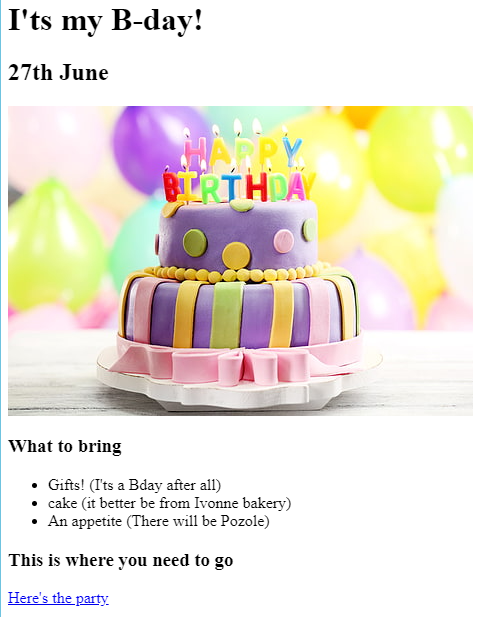 I'ts my B-day!
27th June
HAPPY
BIRTHDAY
What to bring
Gifts! (I'ts a Bday after all)
cake (it better be from Ivonne bakery)
An appetite (There will be Pozole)
This is where you need to go
Here's the party